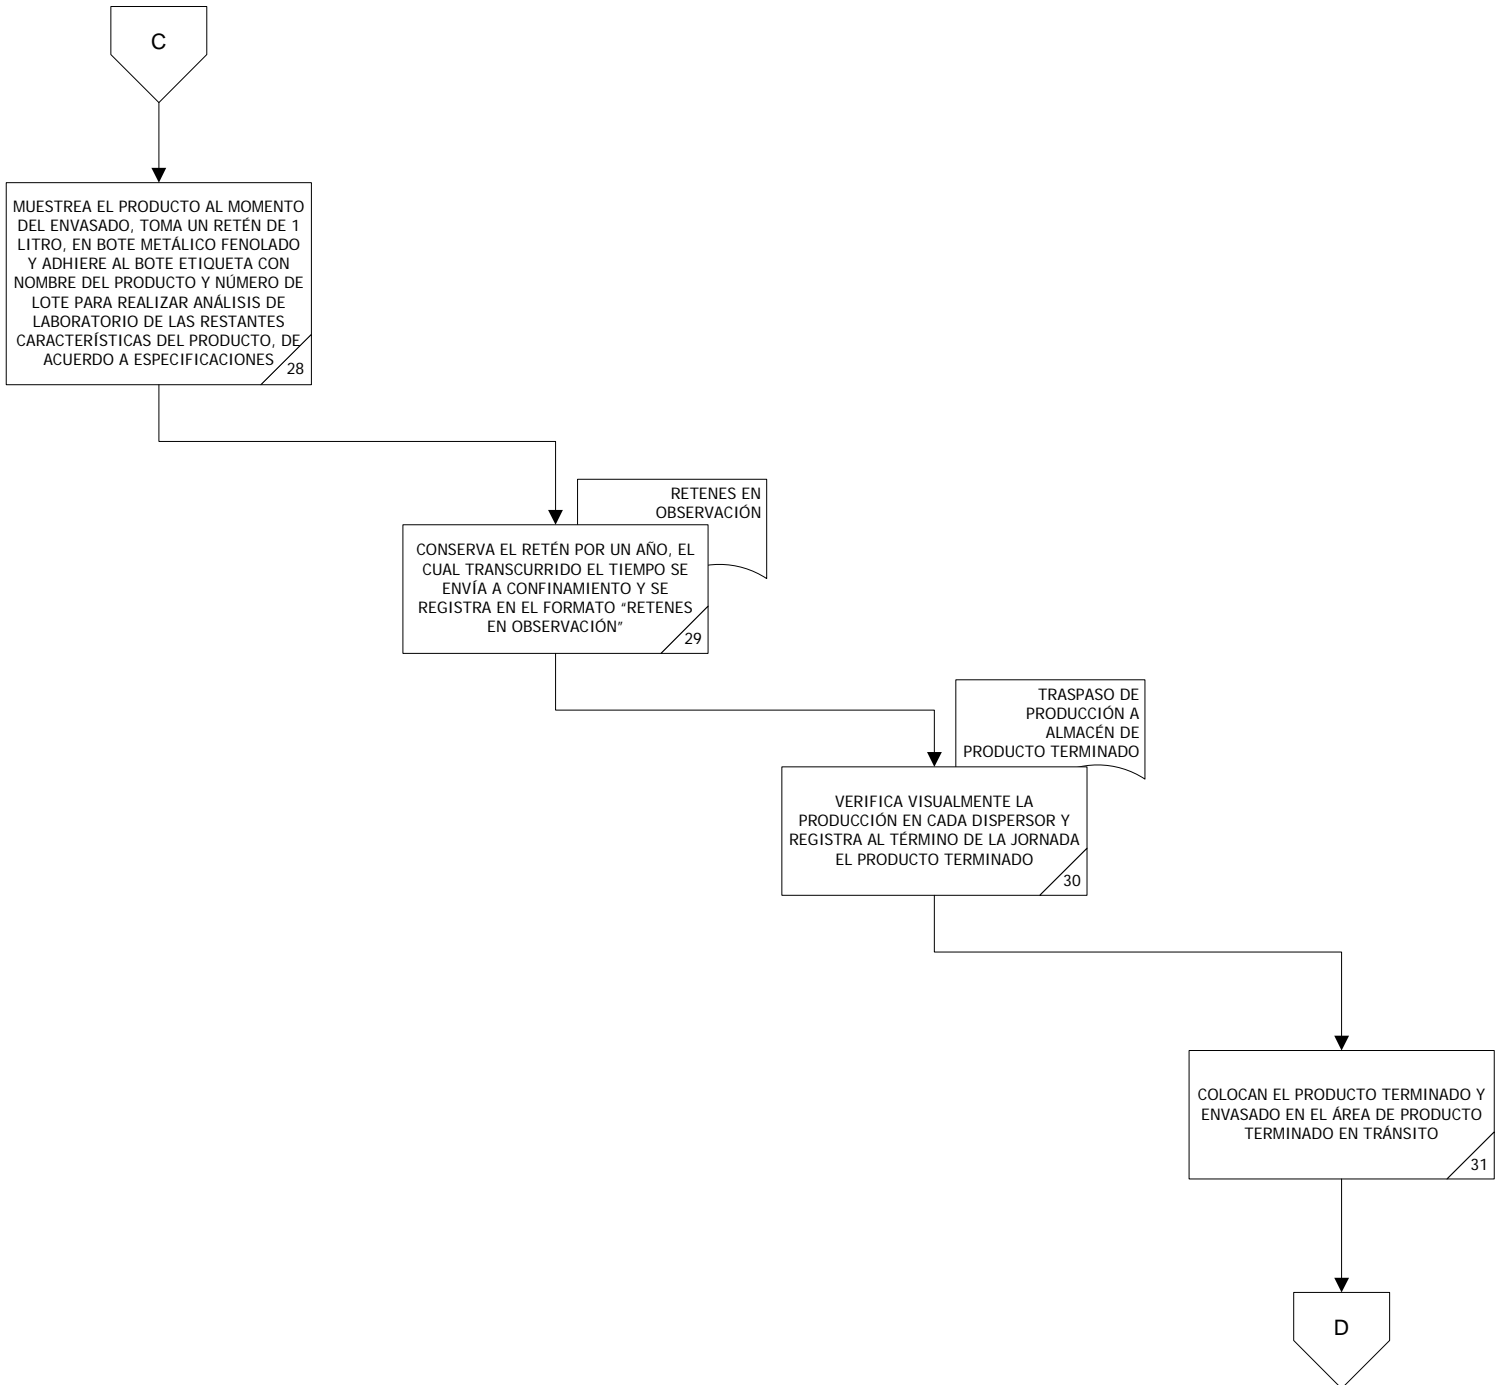 C
MUESTREA EL PRODUCTO AL MOMENTO
DEL ENVASADO, TOMA UN RETÉN DE 1
LITRO, EN BOTE METÁLICO FENOLADO
Y ADHIERE AL BOTE ETIQUETA CON
NOMBRE DEL PRODUCTO Y NÚMERO DE
LOTE PARA REALIZAR ANÁLISIS DE
LABORATORIO DE LAS RESTANTES
CARACTERÍSTICAS DEL PRODUCTO, DE
ACUERDO A ESPECIFICACIONES
28
RETENES EN
OBSERVACIÓN
CONSERVA EL RETÉN POR UN AÑO, EL
CUAL TRANSCURRIDO EL TIEMPO SE
ENVÍA A CONFINAMIENTO Y SE
REGISTRA EN EL FORMATO “RETENES
EN OBSERVACIÓN”
29
TRASPASO DE
PRODUCCIÓN A
ALMACÉN DE
PRODUCTO TERMINADO
VERIFICA VISUALMENTE LA
PRODUCCIÓN EN CADA DISPERSOR Y
REGISTRA AL TÉRMINO DE LA JORNADA
EL PRODUCTO TERMINADO
30
COLOCAN EL PRODUCTO TERMINADO Y
ENVASADO EN EL ÁREA DE PRODUCTO
TERMINADO EN TRÁNSITO
31
D